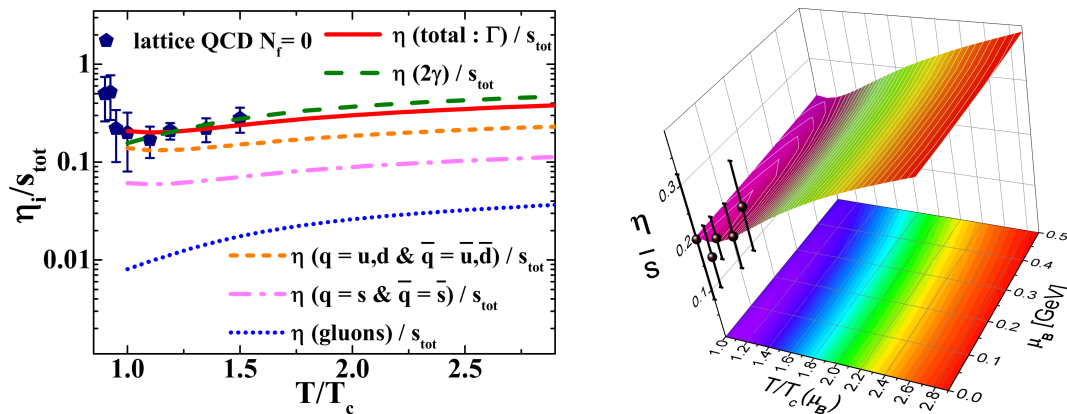 lattice QCD N_f= 0
η (total : Γ) / s_tot
η (2γ) / s_tot
1
0.1
0.01
η_i/s_tot
η (q = u,d & q̅ = u̅,d̅) / s_tot
η (q = s & q̅ = s̅) / s_tot
η (gluons) / s_tot
1.0 1.5 2.0 2.5
T/T_c
η
s
0.3
0.2
0.1
0.5
0.4
0.3
0.2
0.1
0.0
μ_B [GeV]
1.0 1.2 1.4 1.6 1.8 2.0 2.2 2.4 2.6 2.8
T/T_c(μ_B)